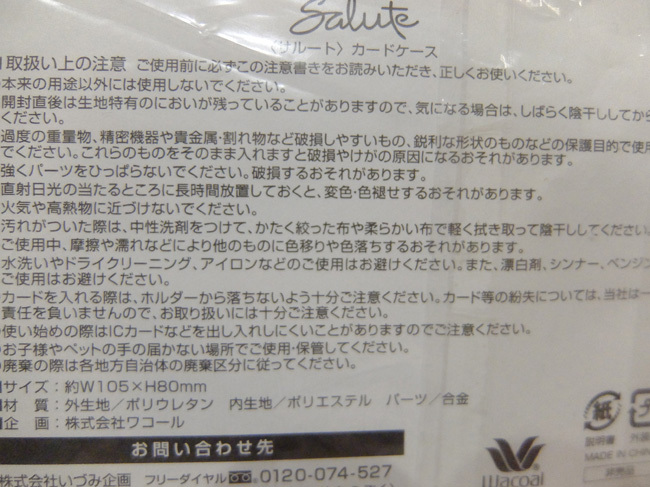 Salute
〈サルート〉 カードケース
取扱い上の注意 ご使用前に必ずこの注意書きをお読みいただき、正しくお使いください。
●本来の用途以外には使用しないでください。
開封直後は生地特有のにおいが残っていることがありますので、気になる場合は、しばらく陰干ししてから
ください。
過度の重量物、精密機器や貴金属・割れ物など破損しやすいもの、鋭利な形状のものなどの保護目的で使用
でください。これらのものをそのまま入れますと破損やけがの原因になるおそれがあります。
強くパーツをひっぱらないでください。破損するおそれがあります。
直射日光の当たるところに長時間放置しておくと、変色・色褪せするおそれがあります。
火気や高熱物に近づけないでください。
汚れがついた際は、中性洗剤をつけて、かたく絞った布や柔らかい布で軽く拭き取って陰干ししてください。
ご使用中、摩擦や濡れなどにより他のものに色移りや色落ちするおそれがあります。
水洗いやドライクリーニング、アイロンなどのご使用はお避けください。また、漂白剤、シンナー、ベンジン
ご使用はお避けください。
●カードを入れる際は、ホルダーから落ちないよう十分ご注意ください。カード等の紛失については、当社は一
責任を負いませんので、お取り扱いには十分ご注意ください。
●使い始めの際はICカードなどを出し入れしにくいことがありますのでご注意ください。
●お子様やペットの手の届かない場所でご使用・保管してください。
●廃棄の際は各地方自治体の廃棄区分に従ってください。
■サイズ：約W105×H80mm
■材 質：外生地／ポリウレタン 内生地／ポリエステル パーツ／合金
■企 画：株式会社ワコール
お問い合わせ先
株式会社いづみ企画 フリーダイヤル 0120-074-527
Wacoal
紙
説明書
外装
MADE IN CHIN
非売品